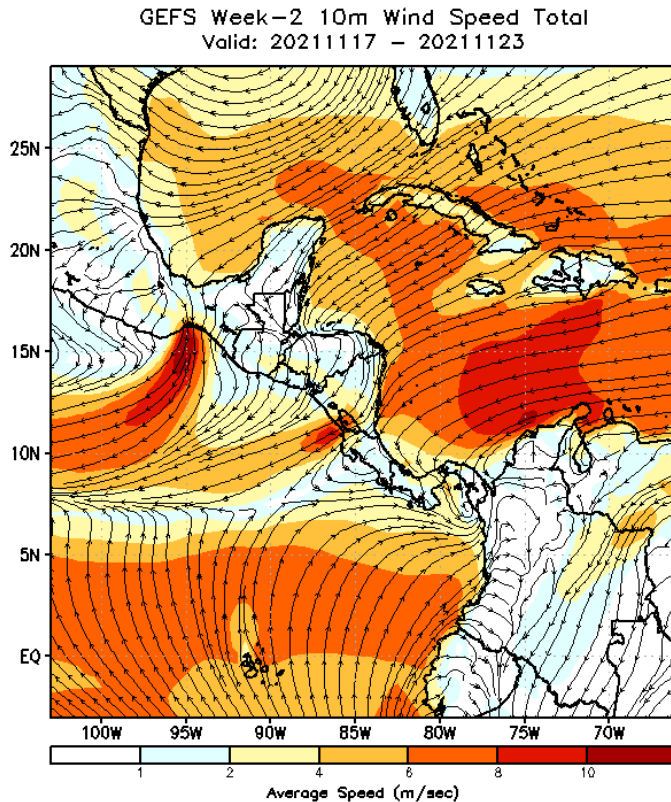 GEFS Week-2 10m Wind Speed Total
Valid: 20211117 - 20211123
25N
20N
15N
10N
5N
EQ
100W 95W 90W 85W 80W 75W 70W
1 2 4 6 8 10
Average Speed (m/sec)